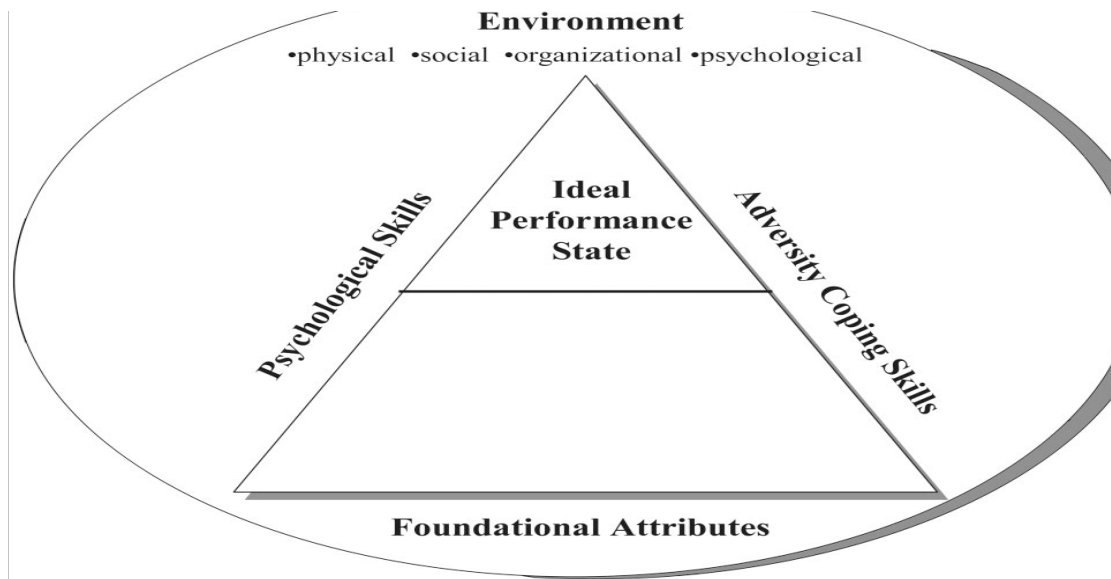 Environment
•physical •social •organizational •psychological
Ideal
Performance
State
Psychological Skills
Adversity Coping Skills
Foundational Attributes